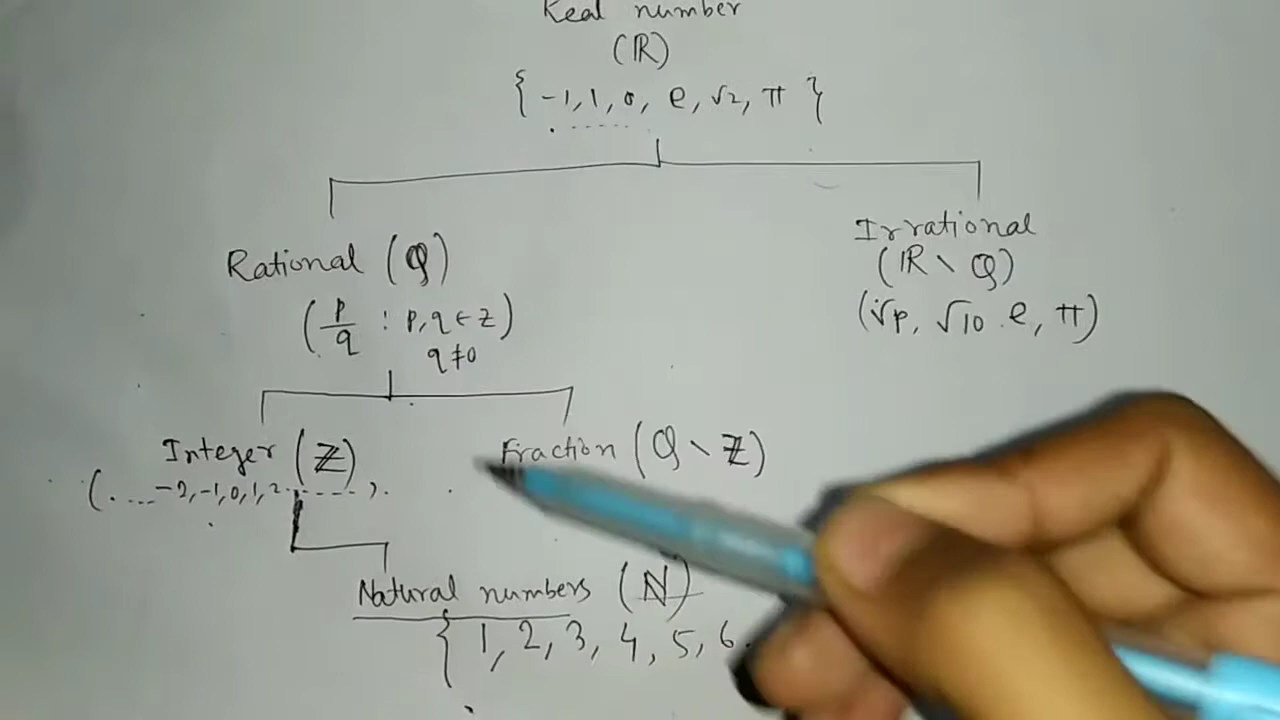 Real number
(ℝ)
{ -1, 1, 0, e, √2, π }
Rational (ℚ)
Irrational
(ℝ \ ℚ)
(p/q : p, q ∈ z)
q ≠ 0
(√p, √10 . e, π)
Integer (ℤ)
Fraction (ℚ \ ℤ)
(. ... -2, -1, 0, 1, 2 ------ ).
Natural numbers (ℕ)
{ 1, 2, 3, 4, 5, 6.